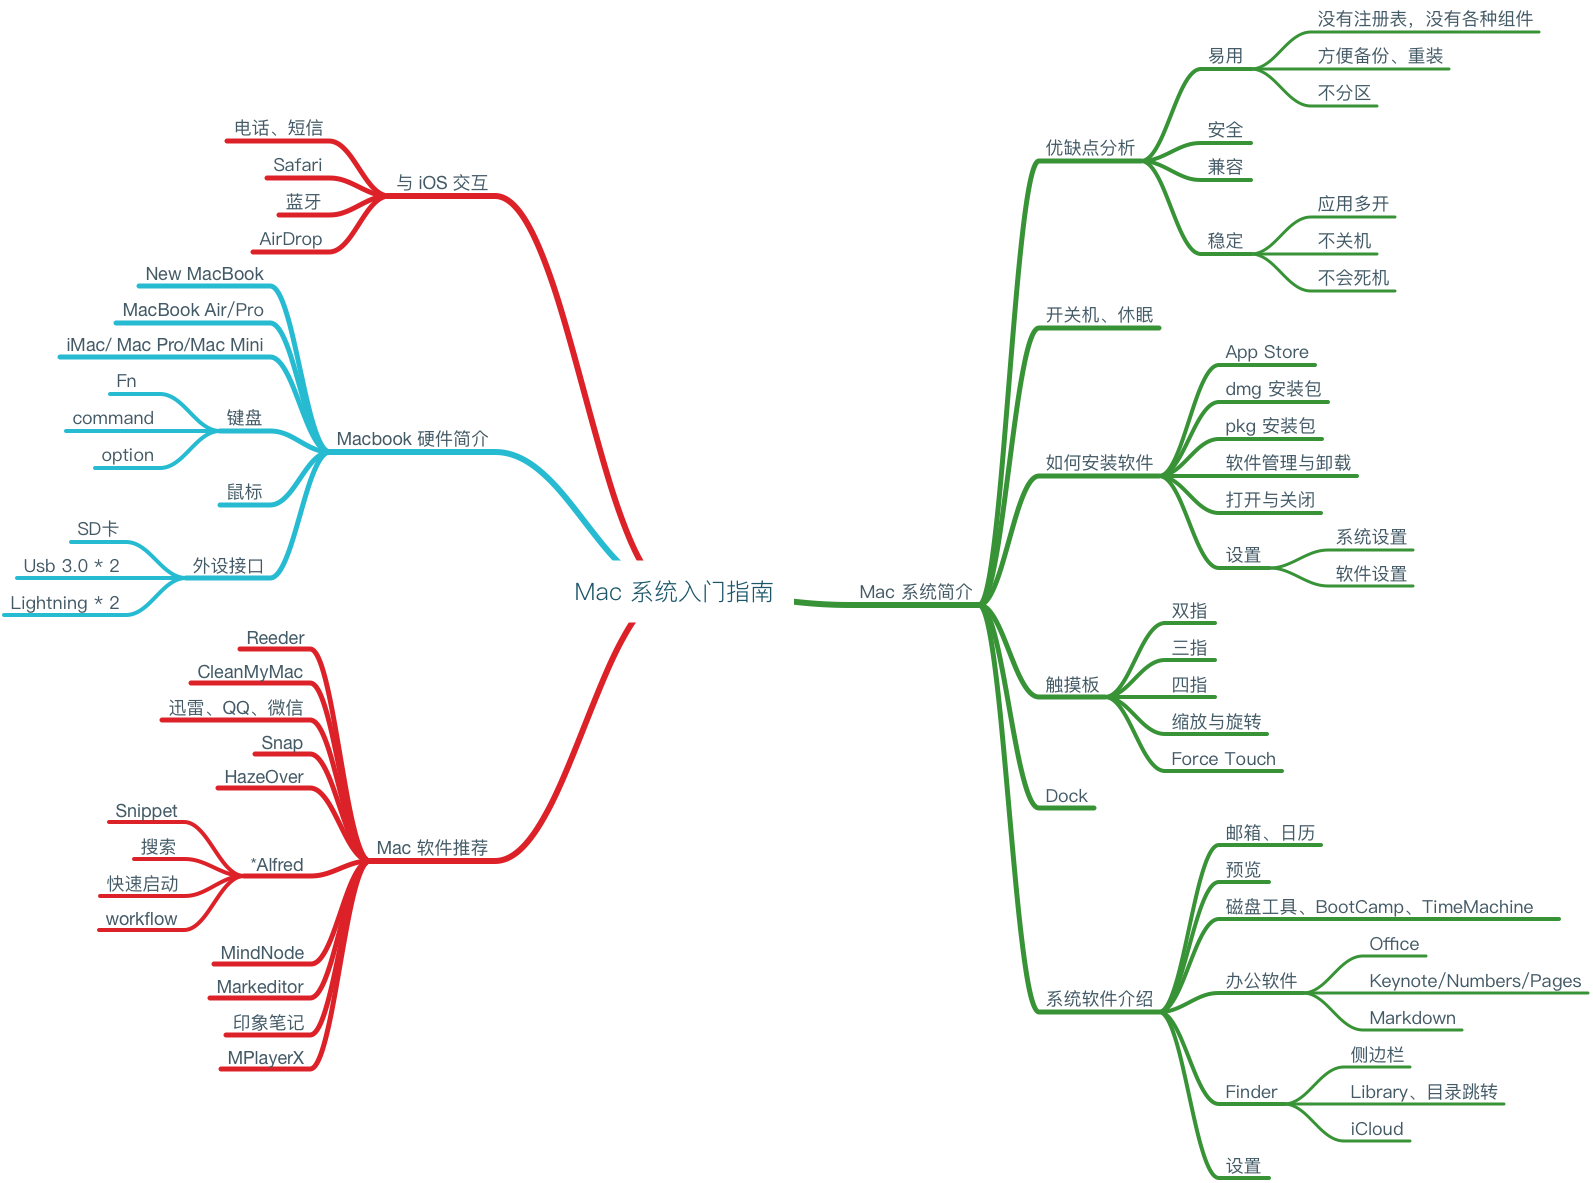 Mac 系统入门指南
与 iOS 交互
电话、短信
Safari
蓝牙
AirDrop
Macbook 硬件简介
New MacBook
MacBook Air/Pro
iMac/ Mac Pro/Mac Mini
键盘
Fn
command
option
鼠标
外设接口
SD卡
Usb 3.0 * 2
Lightning * 2
Mac 软件推荐
Reeder
CleanMyMac
迅雷、QQ、微信
Snap
HazeOver
*Alfred
Snippet
搜索
快速启动
workflow
MindNode
Markeditor
印象笔记
MPlayerX
Mac 系统简介
优缺点分析
易用
没有注册表，没有各种组件
方便备份、重装
不分区
安全
兼容
稳定
应用多开
不关机
不会死机
开关机、休眠
如何安装软件
App Store
dmg 安装包
pkg 安装包
软件管理与卸载
打开与关闭
设置
系统设置
软件设置
触摸板
双指
三指
四指
缩放与旋转
Force Touch
Dock
系统软件介绍
邮箱、日历
预览
磁盘工具、BootCamp、TimeMachine
办公软件
Office
Keynote/Numbers/Pages
Markdown
Finder
侧边栏
Library、目录跳转
iCloud
设置